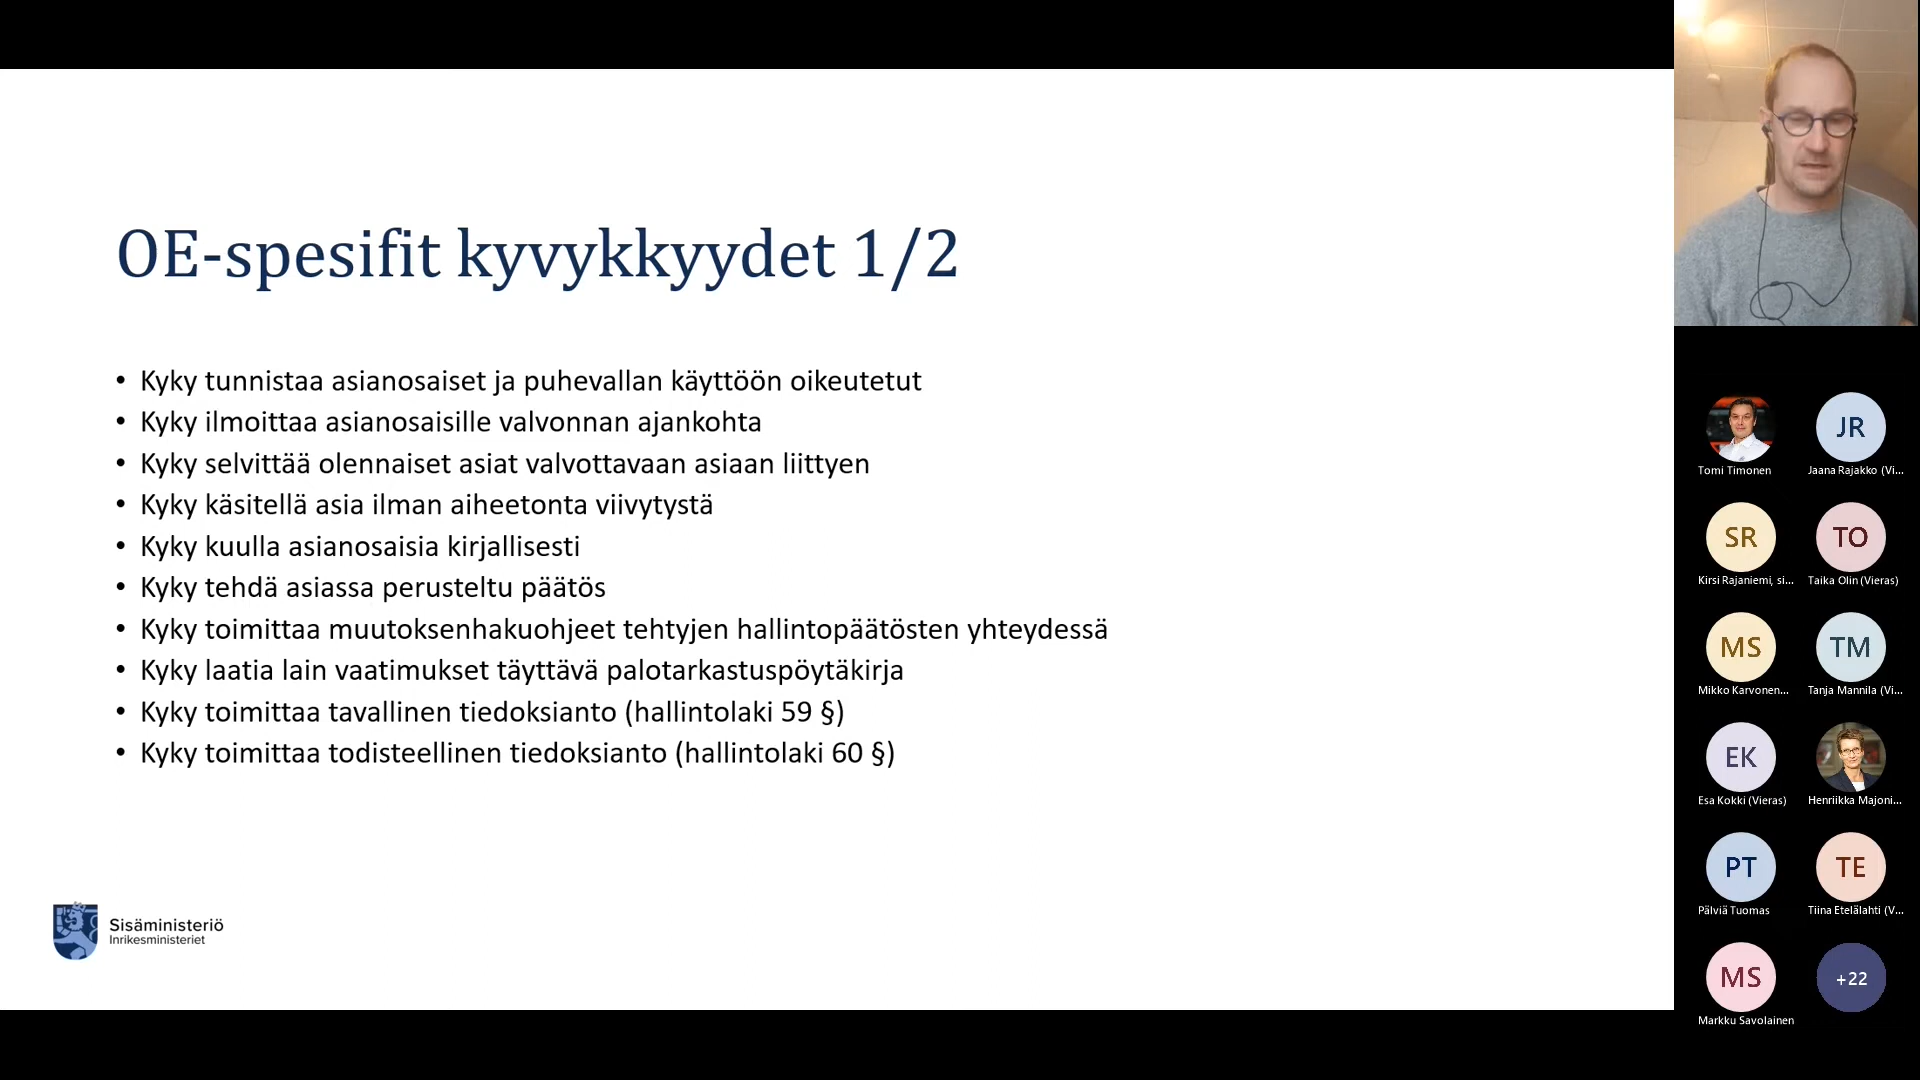 OE-spesifit kyvykkyydet 1/2
• Kyky tunnistaa asianosaiset ja puhevallan käyttöön oikeutetut
• Kyky ilmoittaa asianosaisille valvonnan ajankohta
• Kyky selvittää olennaiset asiat valvottavaan asiaan liittyen
• Kyky käsitellä asia ilman aiheetonta viivytystä
• Kyky kuulla asianosaisia kirjallisesti
• Kyky tehdä asiassa perusteltu päätös
• Kyky toimittaa muutoksenhakuohjeet tehtyjen hallintopäätösten yhteydessä
• Kyky laatia lain vaatimukset täyttävä palotarkastuspöytäkirja
• Kyky toimittaa tavallinen tiedoksianto (hallintolaki 59 §)
• Kyky toimittaa todisteellinen tiedoksianto (hallintolaki 60 §)
Sisäministeriö
Inrikesministeriet
JR
Tomi Timonen
Jaana Rajakko (Vi...
SR
TO
Kirsi Rajaniemi, si...
Taika Olin (Vieras)
MS
TM
Mikko Karvonen...
Tanja Mannila (Vi...
EK
Esa Kokki (Vieras)
Henriikka Majoni...
PT
TE
Pälviä Tuomas
Tiina Etelälahti (V...
MS
+22
Markku Savolainen